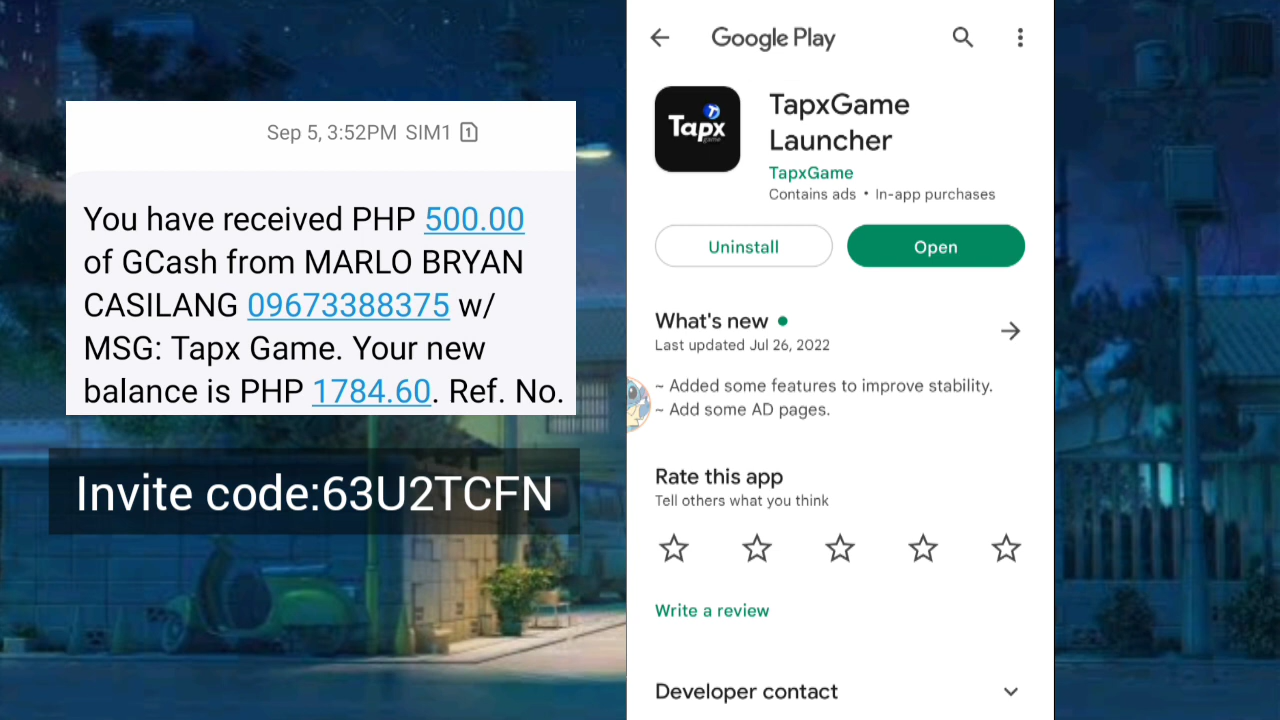 Sep 5, 3:52PM SIM1 1
You have received PHP 500.00
of GCash from MARLO BRYAN
CASILANG 09673388375 w/
MSG: Tapx Game. Your new
balance is PHP 1784.60. Ref. No.
Invite code:63U2TCFN
Google Play
Tapx
game
TapxGame
Launcher
TapxGame
Contains ads • In-app purchases
Uninstall
Open
What's new
Last updated Jul 26, 2022
~ Added some features to improve stability.
~ Add some AD pages.
Rate this app
Tell others what you think
Write a review
Developer contact